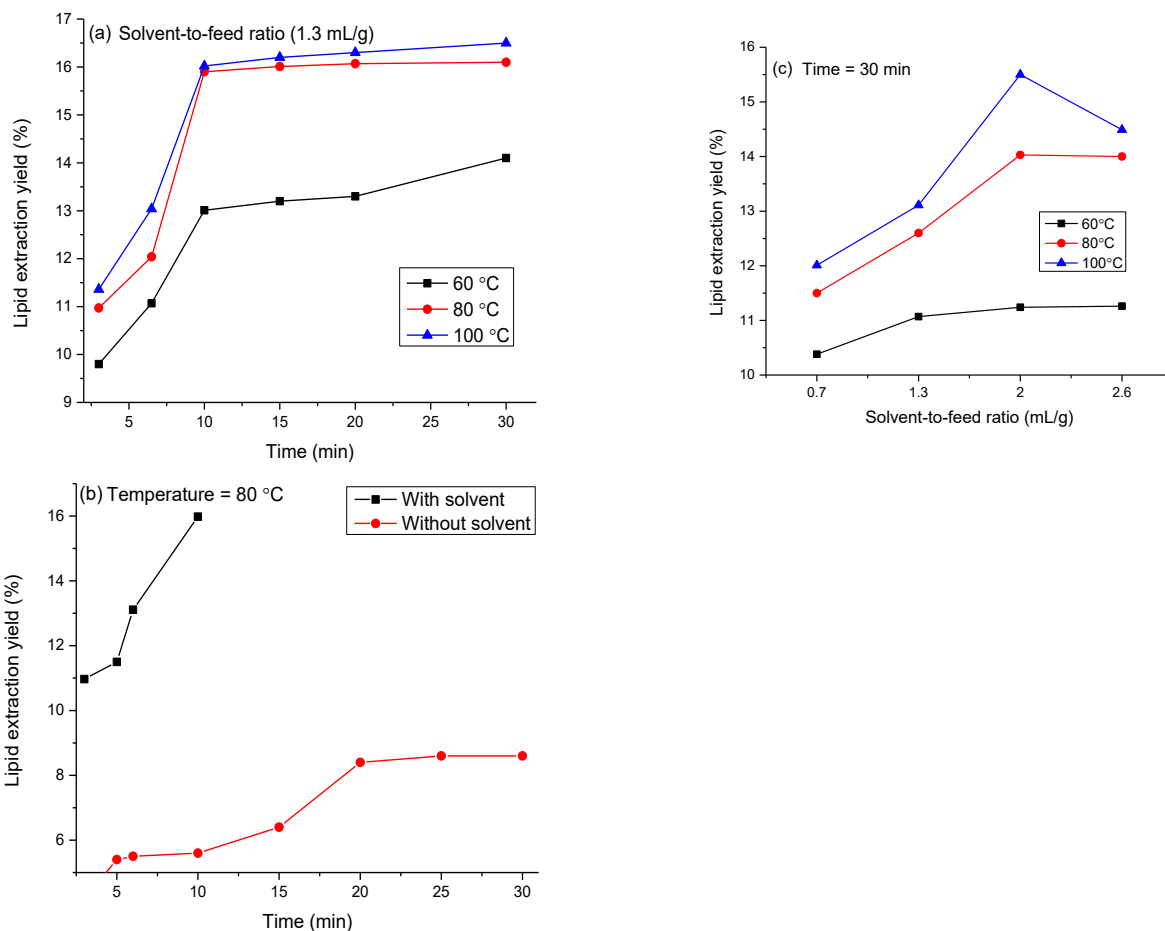 (a) Solvent-to-feed ratio (1.3 mL/g)
Lipid extraction yield (%)
17
16
15
14
13
12
11
10
9
5
10
15
20
25
30
Time (min)
60 °C
80 °C
100 °C
(c) Time = 30 min
Lipid extraction yield (%)
16
15
14
13
12
11
10
0.7
1.3
2
2.6
Solvent-to-feed ratio (mL/g)
60°C
80°C
100°C
(b) Temperature = 80 °C
With solvent
Without solvent
Lipid extraction yield (%)
16
14
12
10
8
6
5
10
15
20
25
30
Time (min)